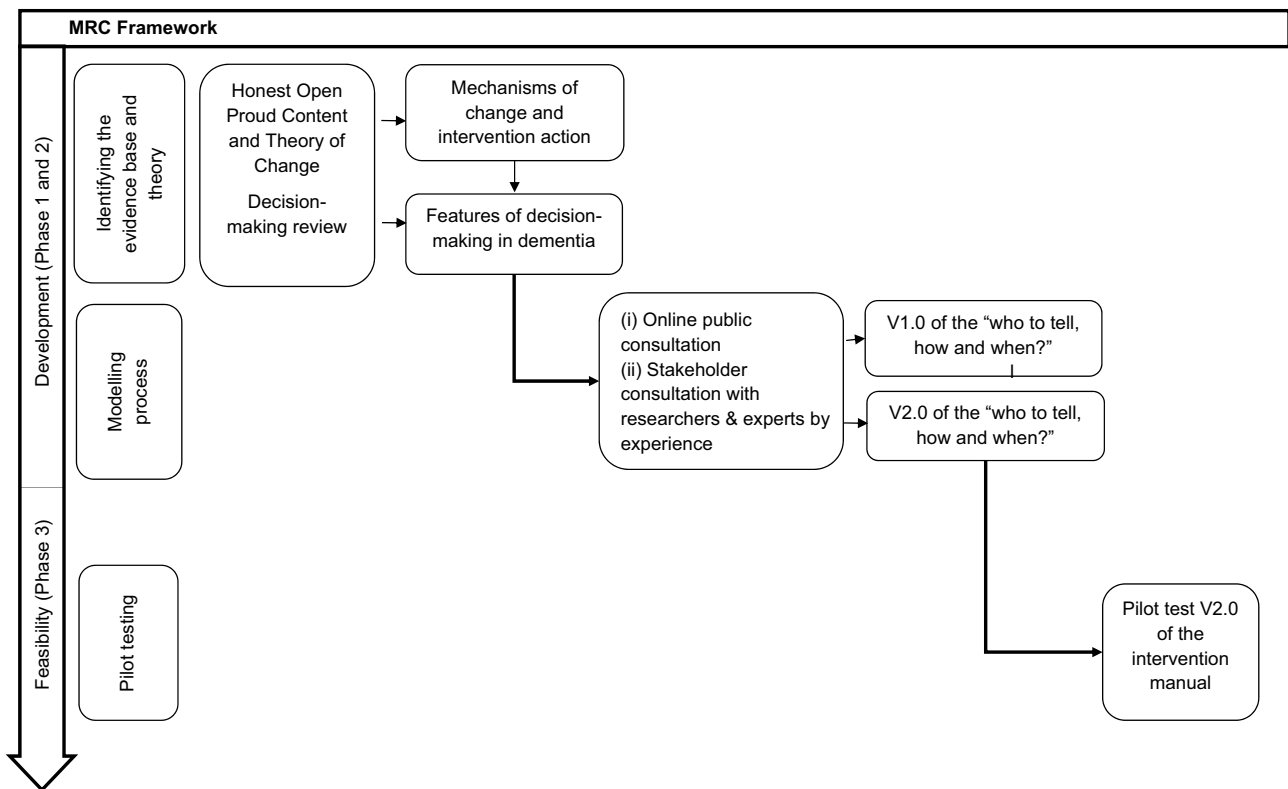 MRC Framework
Development (Phase 1 and 2)
Identifying the
evidence base and
theory
Honest Open
Proud Content
and Theory of
Change
Decision-
making review
Mechanisms of
change and
intervention action
Features of decision-
making in dementia
Modelling
process
(i) Online public
consultation
(ii) Stakeholder
consultation with
researchers & experts by
experience
V1.0 of the “who to tell,
how and when?”
V2.0 of the “who to tell,
how and when?”
Feasibility (Phase 3)
Pilot testing
Pilot test V2.0
of the
intervention
manual